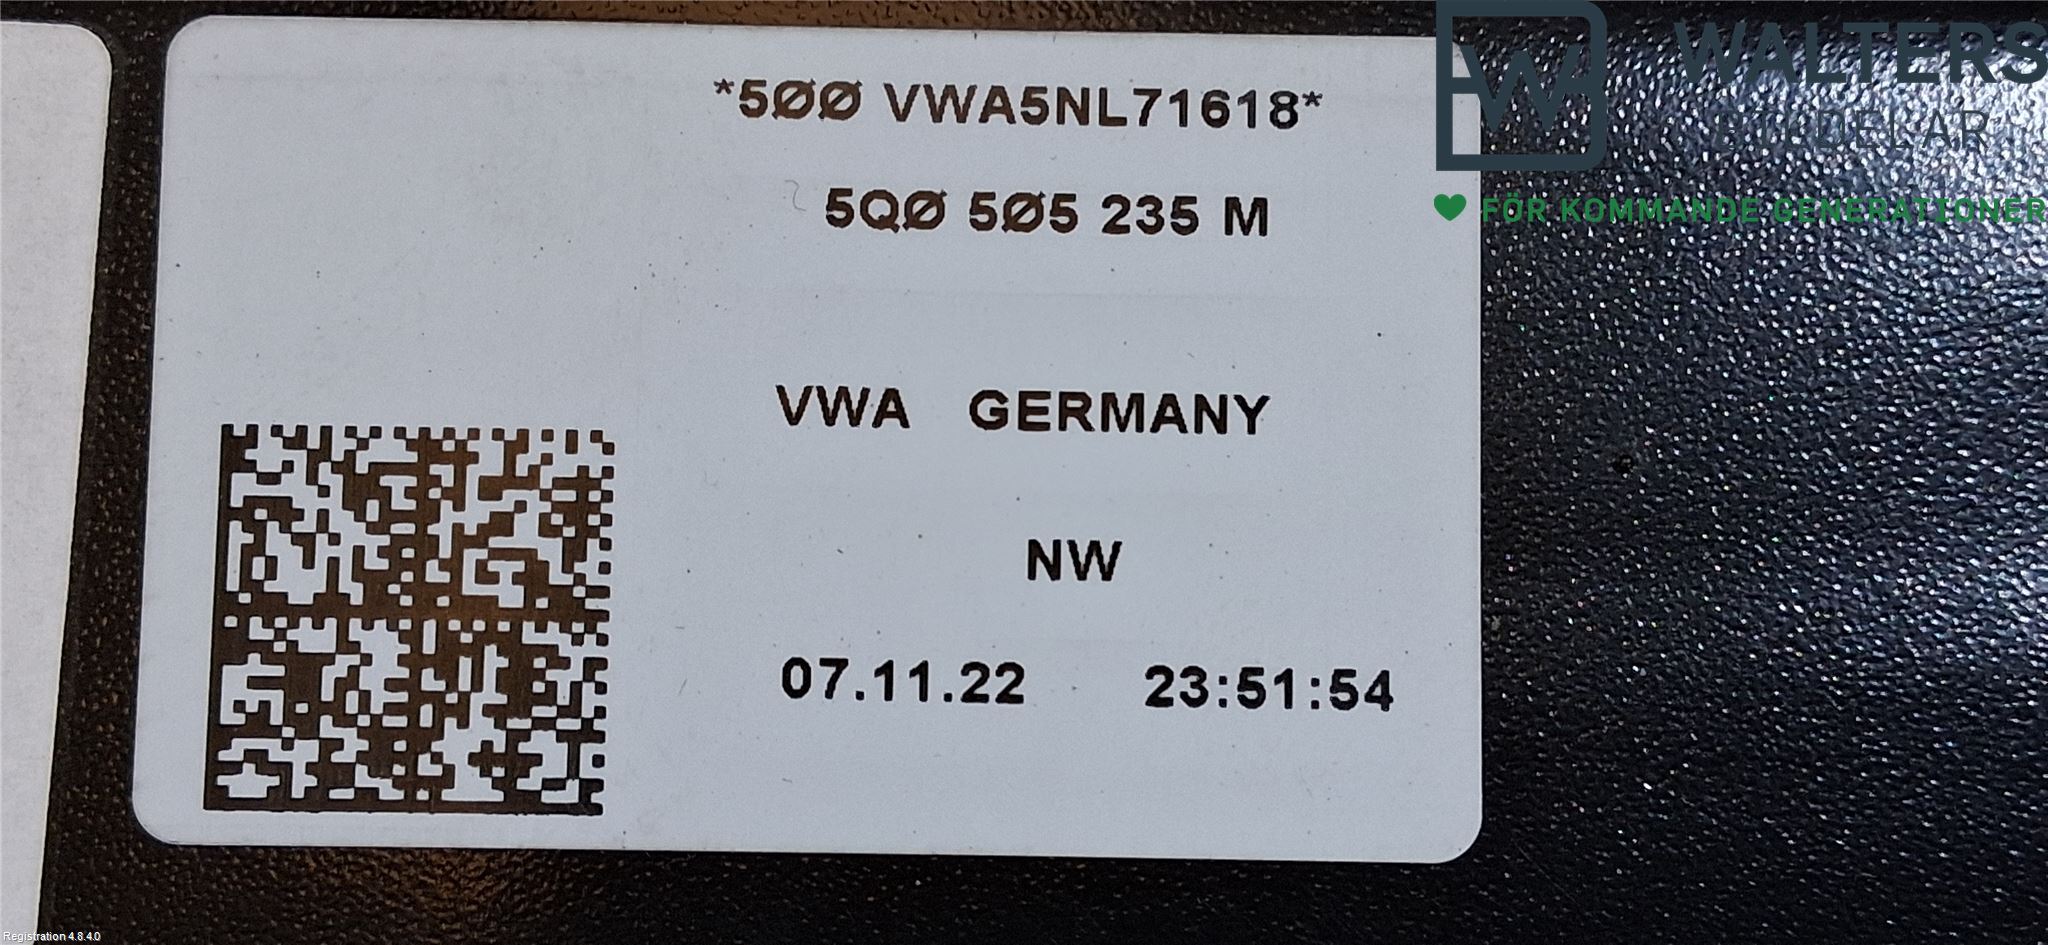 *5ØØ VWA5NL71618*
5QØ 5Ø5 235 M
VWA GERMANY
NW
07.11.22 23:51:54
WALTERS
BILDELAR
FÖR KOMMANDE GENERATIONER
Registration 4.8.4.0